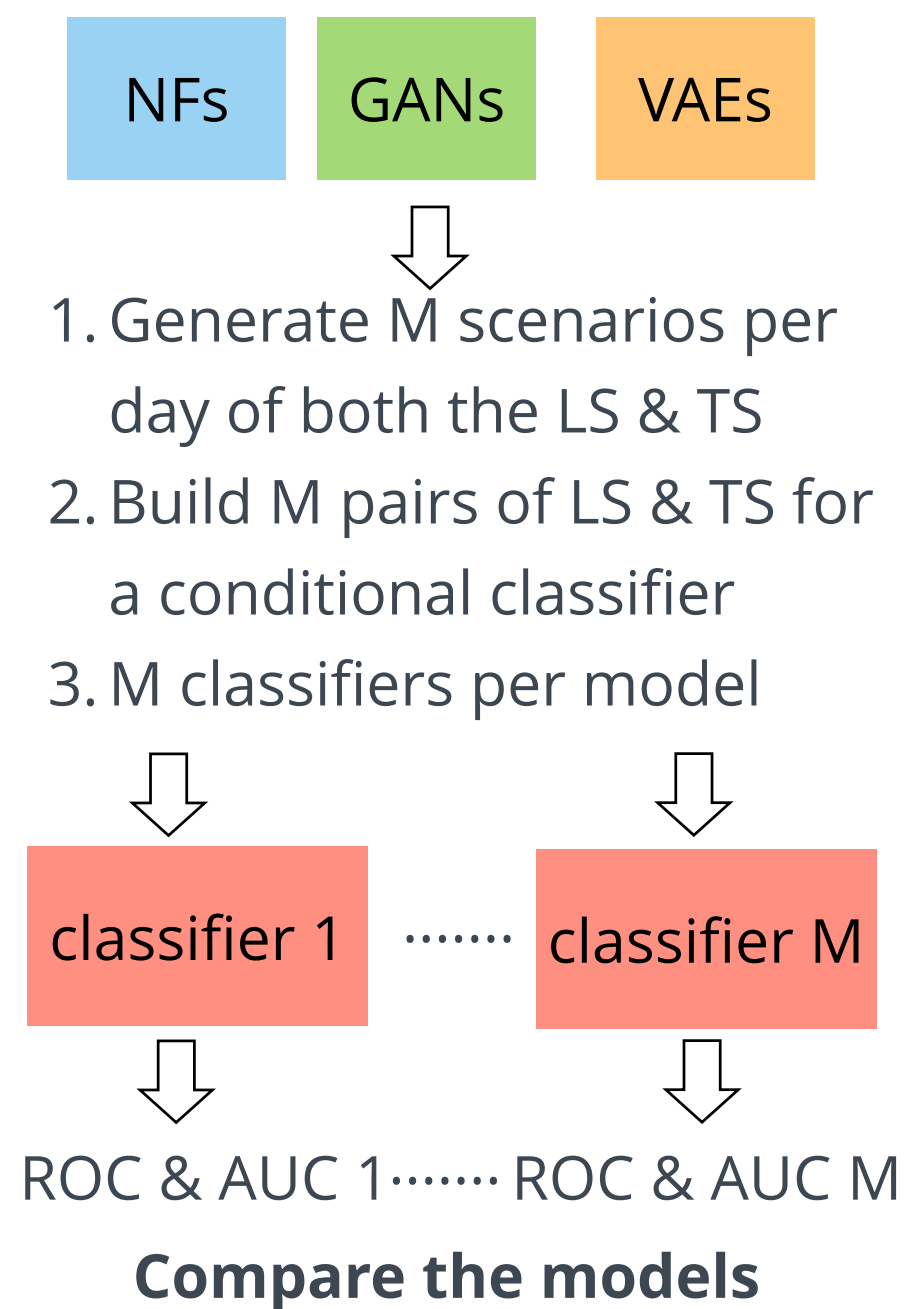 NFs GANs VAEs
1. Generate M scenarios per
day of both the LS & TS
2. Build M pairs of LS & TS for
a conditional classifier
3. M classifiers per model
classifier 1 ······· classifier M
ROC & AUC 1······· ROC & AUC M
Compare the models